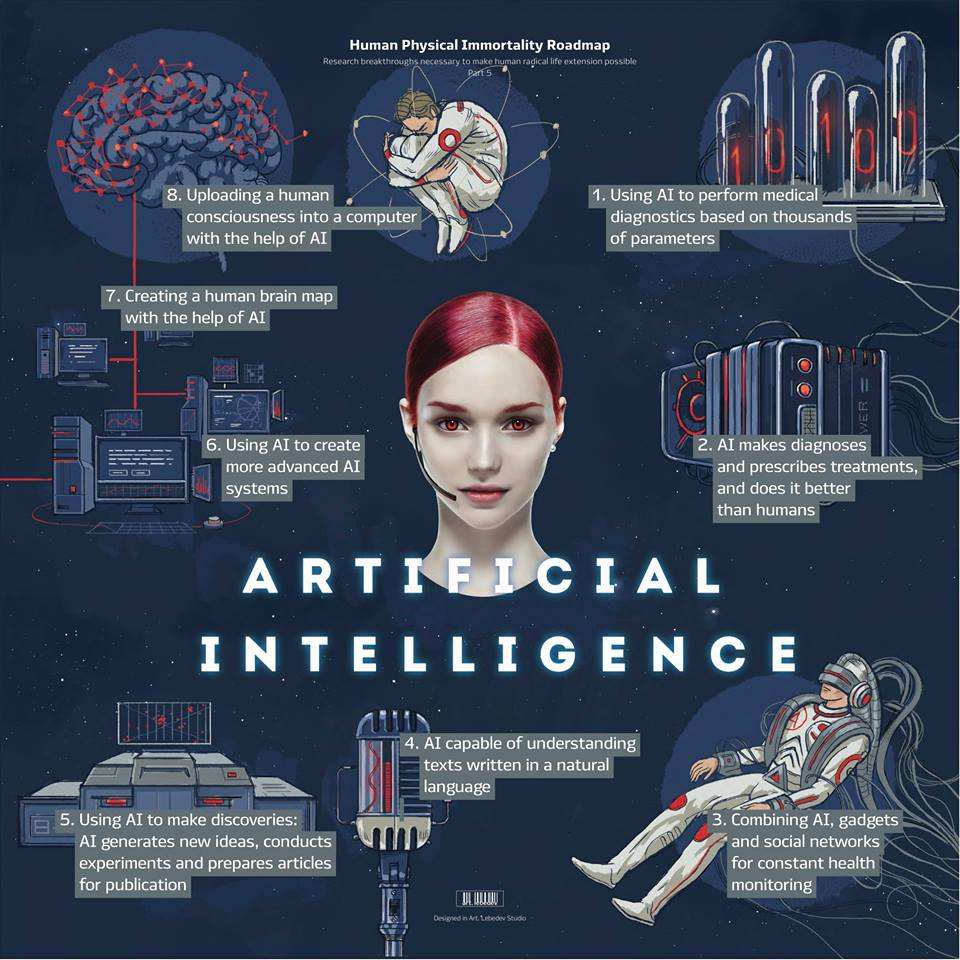 Human Physical Immortality Roadmap
Research breakthroughs necessary to make human radical life extension possible
Part 5
1. Using AI to perform medical
diagnostics based on thousands
of parameters
2. AI makes diagnoses
and prescribes treatments,
and does it better
than humans
3. Combining AI, gadgets
and social networks
for constant health
monitoring
4. AI capable of understanding
texts written in a natural
language
5. Using AI to make discoveries:
AI generates new ideas, conducts
experiments and prepares articles
for publication
6. Using AI to create
more advanced AI
systems
7. Creating a human brain map
with the help of AI
8. Uploading a human
consciousness into a computer
with the help of AI
1 0 1 0
ARTIFICIAL
INTELLIGENCE
Designed in Art. Lebedev Studio